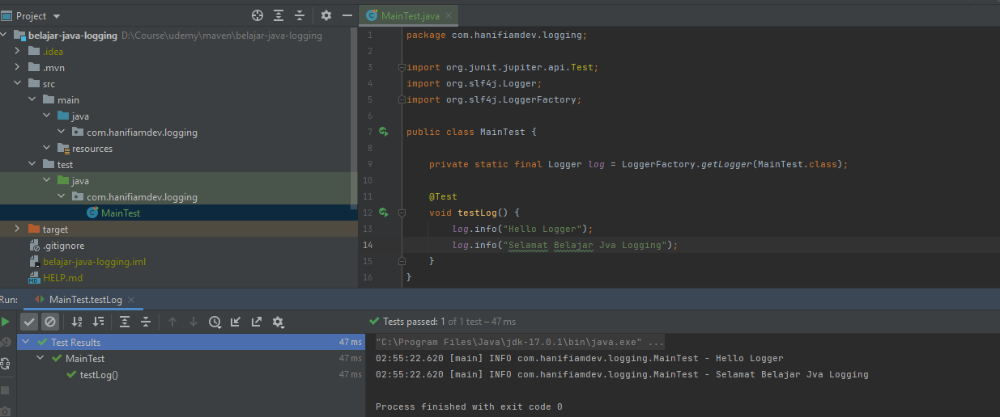 Project
belajar-java-logging D:\Course\udemy\maven\belajar-java-logging
.idea
.mvn
src
main
java
com.hanifiamdev.logging
resources
test
java
com.hanifiamdev.logging
MainTest
target
.gitignore
belajar-java-logging.iml
HELP.md
MainTest.java
1 package com.hanifiamdev.logging;
2
3 import org.junit.jupiter.api.Test;
4 import org.slf4j.Logger;
5 import org.slf4j.LoggerFactory;
6
7 public class MainTest {
8
9 private static final Logger log = LoggerFactory.getLogger(MainTest.class);
10
11 @Test
12 void testLog() {
13 log.info("Hello Logger");
14 log.info("Selamat Belajar Jva Logging");
15 }
16 }
Run: MainTest.testLog
Tests passed: 1 of 1 test – 47 ms
Test Results 47 ms
MainTest 47 ms
testLog() 47 ms
"C:\Program Files\Java\jdk-17.0.1\bin\java.exe" ...
02:55:22.620 [main] INFO com.hanifiamdev.logging.MainTest - Hello Logger
02:55:22.620 [main] INFO com.hanifiamdev.logging.MainTest - Selamat Belajar Jva Logging
Process finished with exit code 0